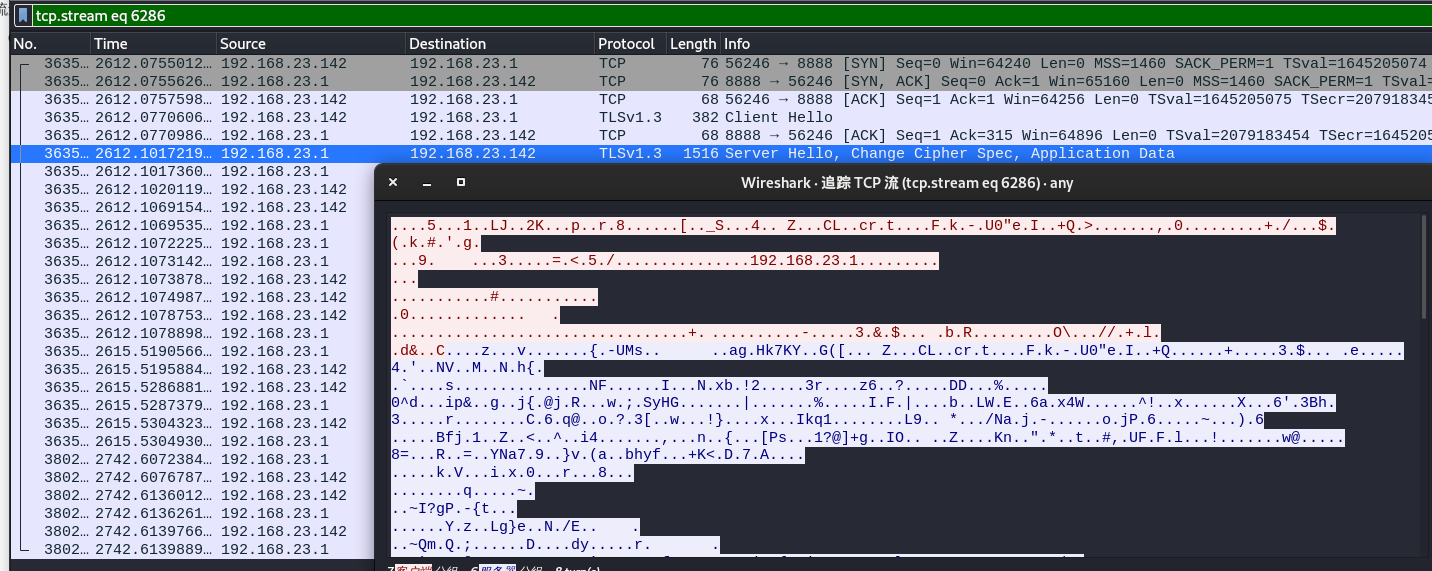 流
tcp.stream eq 6286
No. Time Source Destination Protocol Length Info
3635… 2612.0755012… 192.168.23.142 192.168.23.1 TCP 76 56246 → 8888 [SYN] Seq=0 Win=64240 Len=0 MSS=1460 SACK_PERM=1 TSval=1645205074
3635… 2612.0755626… 192.168.23.1 192.168.23.142 TCP 76 8888 → 56246 [SYN, ACK] Seq=0 Ack=1 Win=65160 Len=0 MSS=1460 SACK_PERM=1 TSval=
3635… 2612.0757598… 192.168.23.142 192.168.23.1 TCP 68 56246 → 8888 [ACK] Seq=1 Ack=1 Win=64256 Len=0 TSval=1645205075 TSecr=207918345
3635… 2612.0770606… 192.168.23.142 192.168.23.1 TLSv1.3 382 Client Hello
3635… 2612.0770986… 192.168.23.1 192.168.23.142 TCP 68 8888 → 56246 [ACK] Seq=1 Ack=315 Win=64896 Len=0 TSval=2079183454 TSecr=1645205
3635… 2612.1017219… 192.168.23.1 192.168.23.142 TLSv1.3 1516 Server Hello, Change Cipher Spec, Application Data
3635… 2612.1017360… 192.168.23.1
3635… 2612.1020119… 192.168.23.142
3635… 2612.1069154… 192.168.23.142
3635… 2612.1069535… 192.168.23.1
3635… 2612.1072225… 192.168.23.1
3635… 2612.1073142… 192.168.23.1
3635… 2612.1073878… 192.168.23.142
3635… 2612.1074987… 192.168.23.142
3635… 2612.1078753… 192.168.23.142
3635… 2612.1078898… 192.168.23.1
3635… 2615.5190566… 192.168.23.1
3635… 2615.5195884… 192.168.23.142
3635… 2615.5286881… 192.168.23.142
3635… 2615.5287379… 192.168.23.1
3635… 2615.5304323… 192.168.23.142
3635… 2615.5304930… 192.168.23.1
3802… 2742.6072384… 192.168.23.1
3802… 2742.6076787… 192.168.23.142
3802… 2742.6136012… 192.168.23.142
3802… 2742.6136261… 192.168.23.1
3802… 2742.6139766… 192.168.23.142
3802… 2742.6139889… 192.168.23.1
Wireshark · 追踪 TCP 流 (tcp.stream eq 6286) · any
....5...1..LJ..2K...p..r.8......[.._S...4.. Z...CL..cr.t....F.k.-.U0"e.I..+Q.>.......,.0.........+./...$.
(.k.#.'.g.
...9. ...3.....=.<.5./...............192.168.23.1.........
...
...........#...........
.0............. .
.................................+. ..........-.....3.&.$... .b.R.........O\...//.+.l.
.d&..C....z...v.......{.-UMs.. ..ag.Hk7KY..G([... Z...CL..cr.t....F.k.-.U0"e.I..+Q......+.....3.$... .e.....
4.'..NV..M..N.h{.
.`....s...............NF......I...N.xb.!2.....3r....z6..?.....DD...%.....
0^d...ip&..g..j{.@j.R...w.;.SyHG.......|.......%.....I.F.|....b..LW.E..6a.x4W......^!..x......X...6'.3Bh.
3.....r........C.6.q@..o.?.3[..w...!}....x...Ikq1........L9.. *.../Na.j.-......o.jP.6.....~...).6
.....Bfj.1..Z..<..^..i4.......,...n..{...[Ps...1?@]+g..IO.. ..Z....Kn..".*..t..#,.UF.F.l...!.......w@.....
8=...R..=..YNa7.9..}v.(a..bhyf...+K<.D.7.A....
.....k.V...i.x.0...r...8...
........q.....~.
..~I?gP.-{t...
......Y.z..Lg}e..N./E.. .
..~Qm.Q.;......D....dy.....r. .